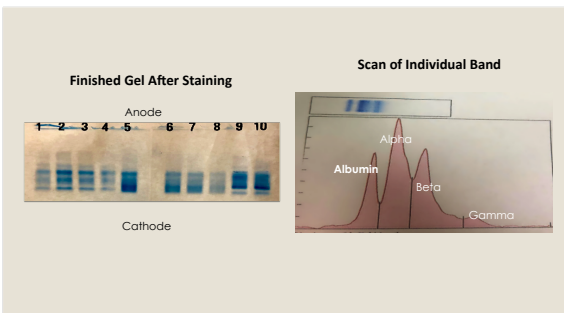 Finished Gel After Staining
Anode
1 2 3 4 5 6 7 8 9 10
Cathode
Scan of Individual Band
Alpha
Albumin
Beta
Gamma